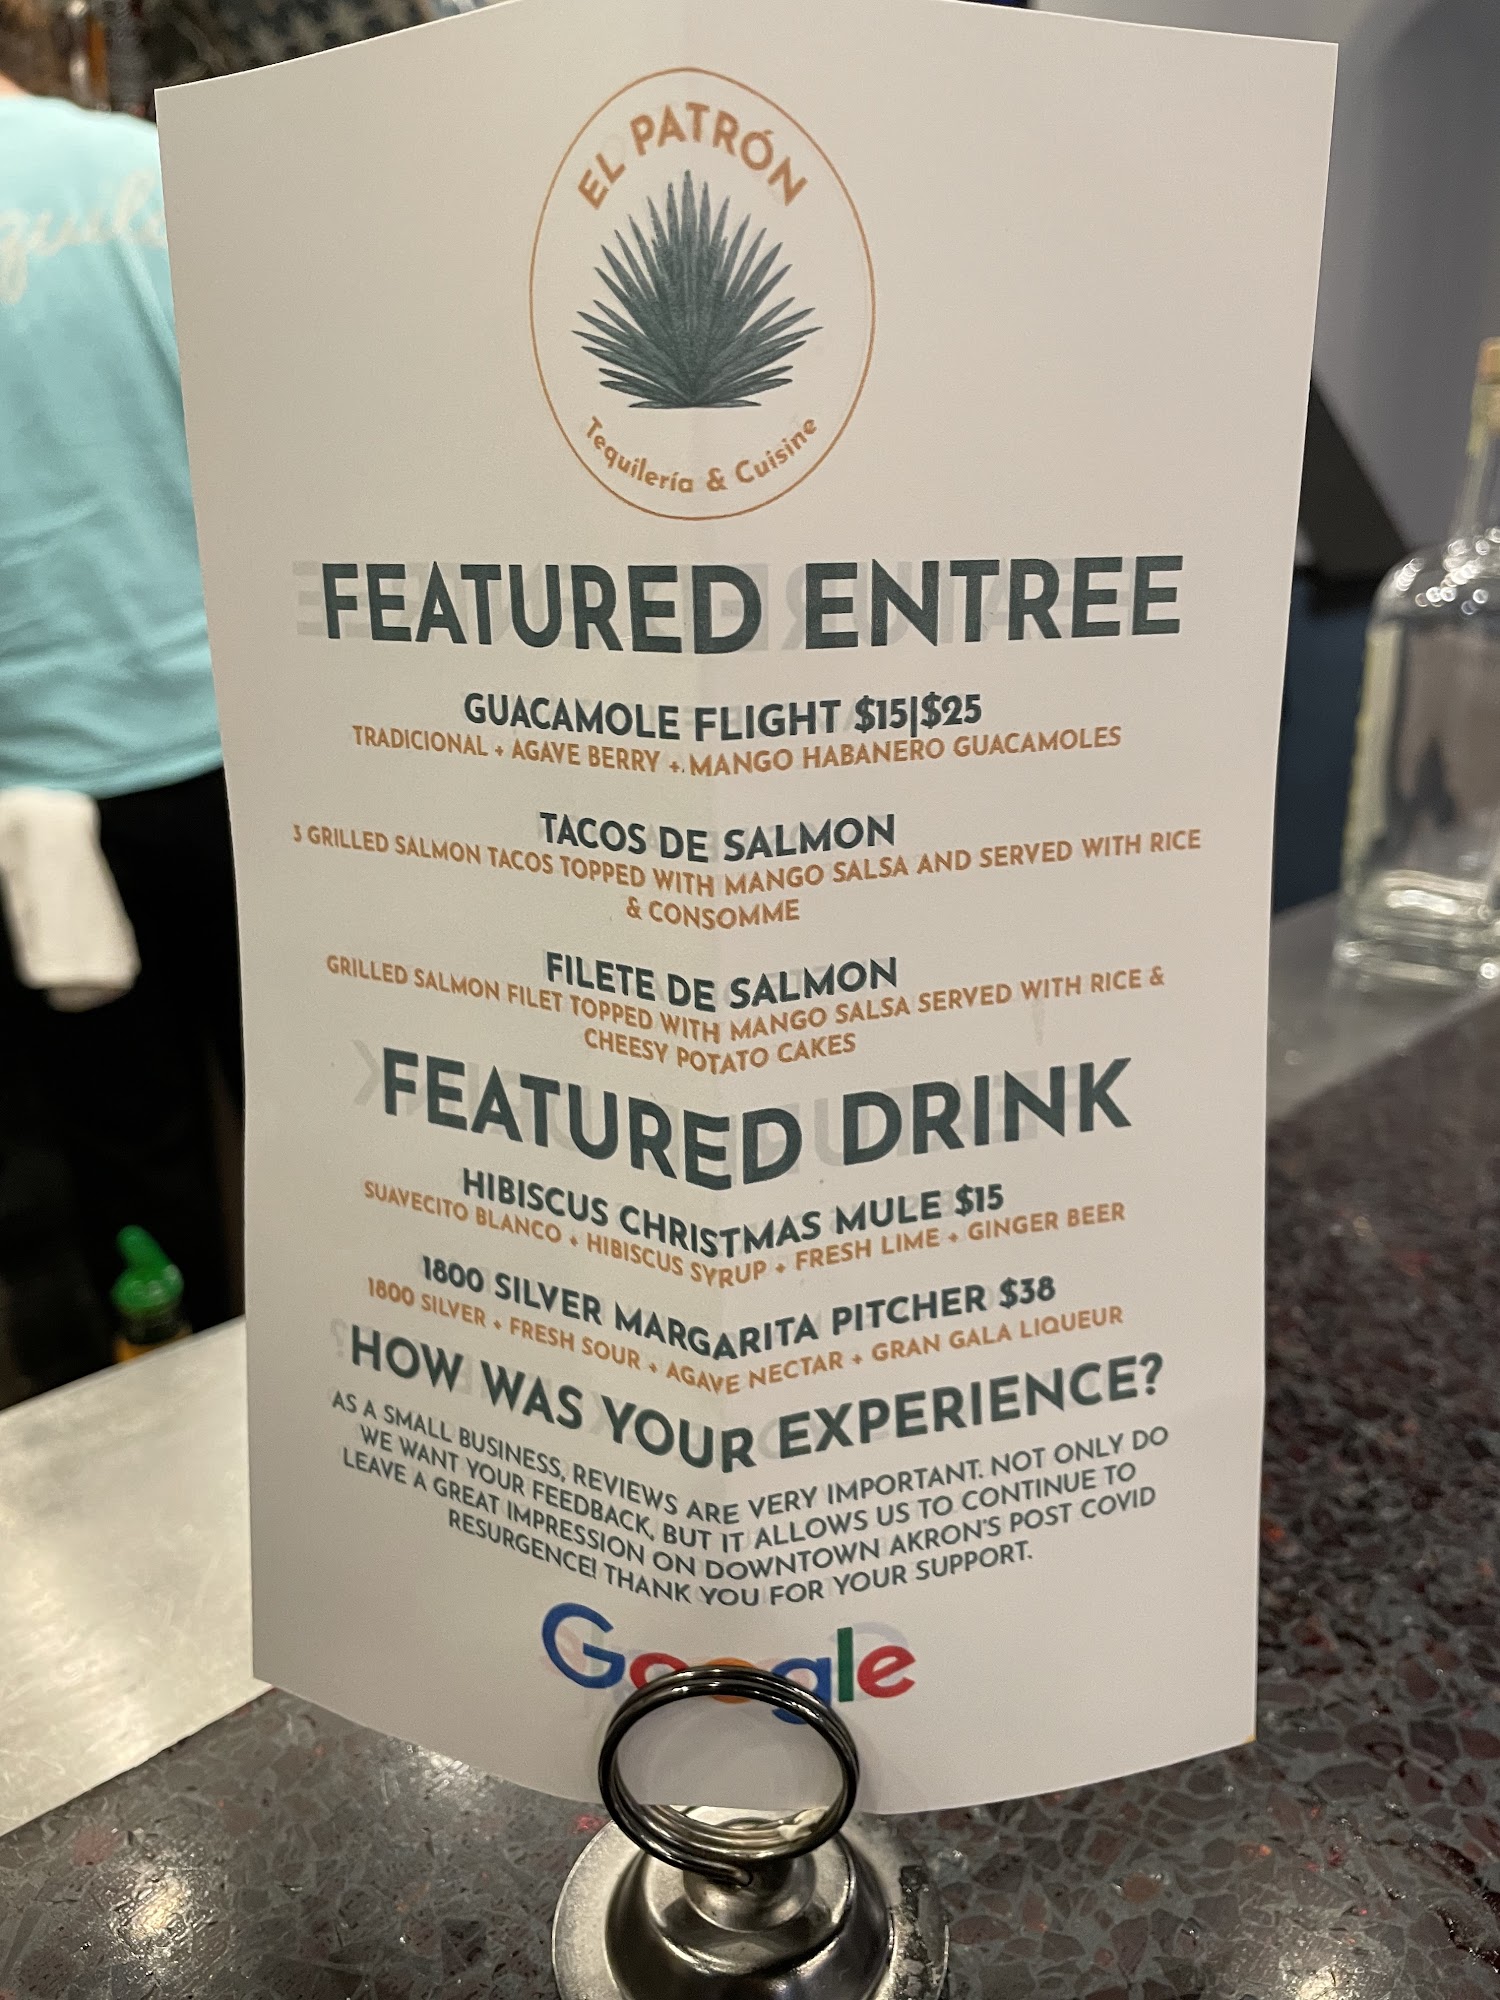 EL PATRÓN
Tequilería & Cuisine
FEATURED ENTREE
GUACAMOLE FLIGHT $15|$25
TRADICIONAL + AGAVE BERRY + MANGO HABANERO GUACAMOLES
TACOS DE SALMON
3 GRILLED SALMON TACOS TOPPED WITH MANGO SALSA AND SERVED WITH RICE
& CONSOMME
FILETE DE SALMON
GRILLED SALMON FILET TOPPED WITH MANGO SALSA SERVED WITH RICE &
CHEESY POTATO CAKES
FEATURED DRINK
HIBISCUS CHRISTMAS MULE $15
SUAVECITO BLANCO + HIBISCUS SYRUP + FRESH LIME + GINGER BEER
1800 SILVER MARGARITA PITCHER $38
1800 SILVER + FRESH SOUR + AGAVE NECTAR + GRAN GALA LIQUEUR
HOW WAS YOUR EXPERIENCE?
AS A SMALL BUSINESS, REVIEWS ARE VERY IMPORTANT. NOT ONLY DO
WE WANT YOUR FEEDBACK, BUT IT ALLOWS US TO CONTINUE TO
LEAVE A GREAT IMPRESSION ON DOWNTOWN AKRON'S POST COVID
RESURGENCE! THANK YOU FOR YOUR SUPPORT.
Google